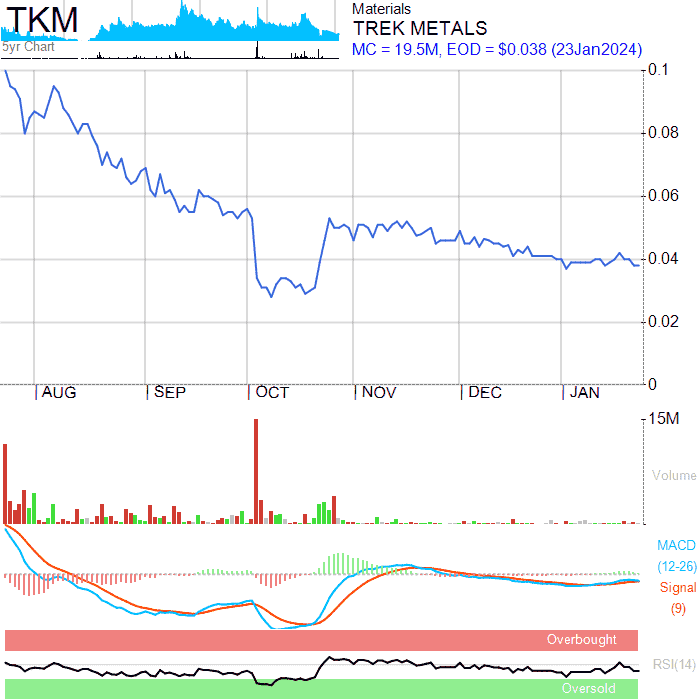 TKM
5yr Chart
Materials
TREK METALS
MC = 19.5M, EOD = $0.038 (23Jan2024)
0.1
0.08
0.06
0.04
0.02
0
AUG SEP OCT NOV DEC JAN
15M
Volume
MACD
(12-26)
Signal
(9)
Overbought
RSI(14)
Oversold